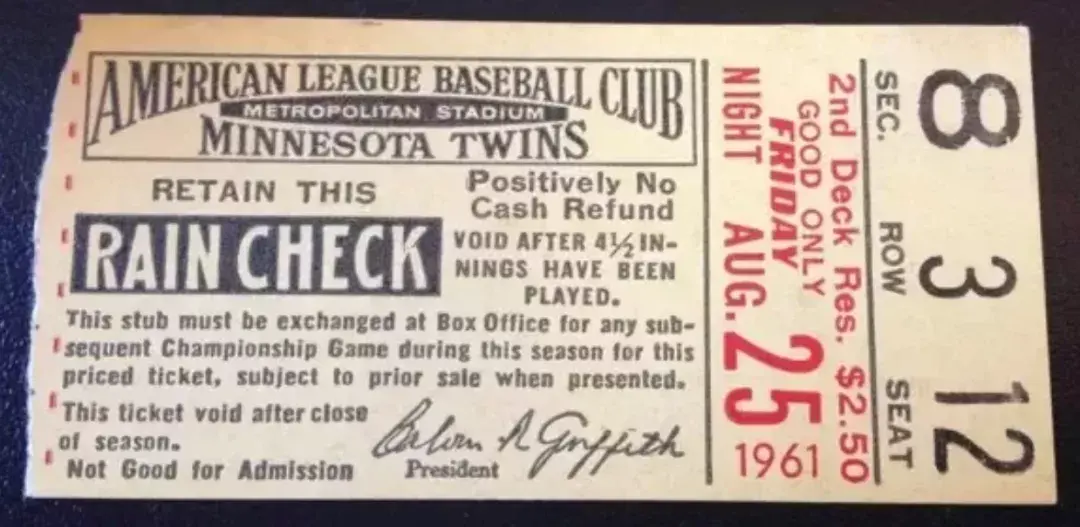 AMERICAN LEAGUE BASEBALL CLUB
METROPOLITAN STADIUM
MINNESOTA TWINS
RETAIN THIS
RAIN CHECK
Positively No
Cash Refund
VOID AFTER 4½ IN-
NINGS HAVE BEEN
PLAYED.
This stub must be exchanged at Box Office for any sub-
sequent Championship Game during this season for this
priced ticket, subject to prior sale when presented.
This ticket void after close
of season.
Not Good for Admission
Calvin R Griffith
President
2nd Deck Res. $2.50
GOOD ONLY
FRIDAY 25
NIGHT AUG. 1961
SEC. 8
ROW 3
SEAT 12